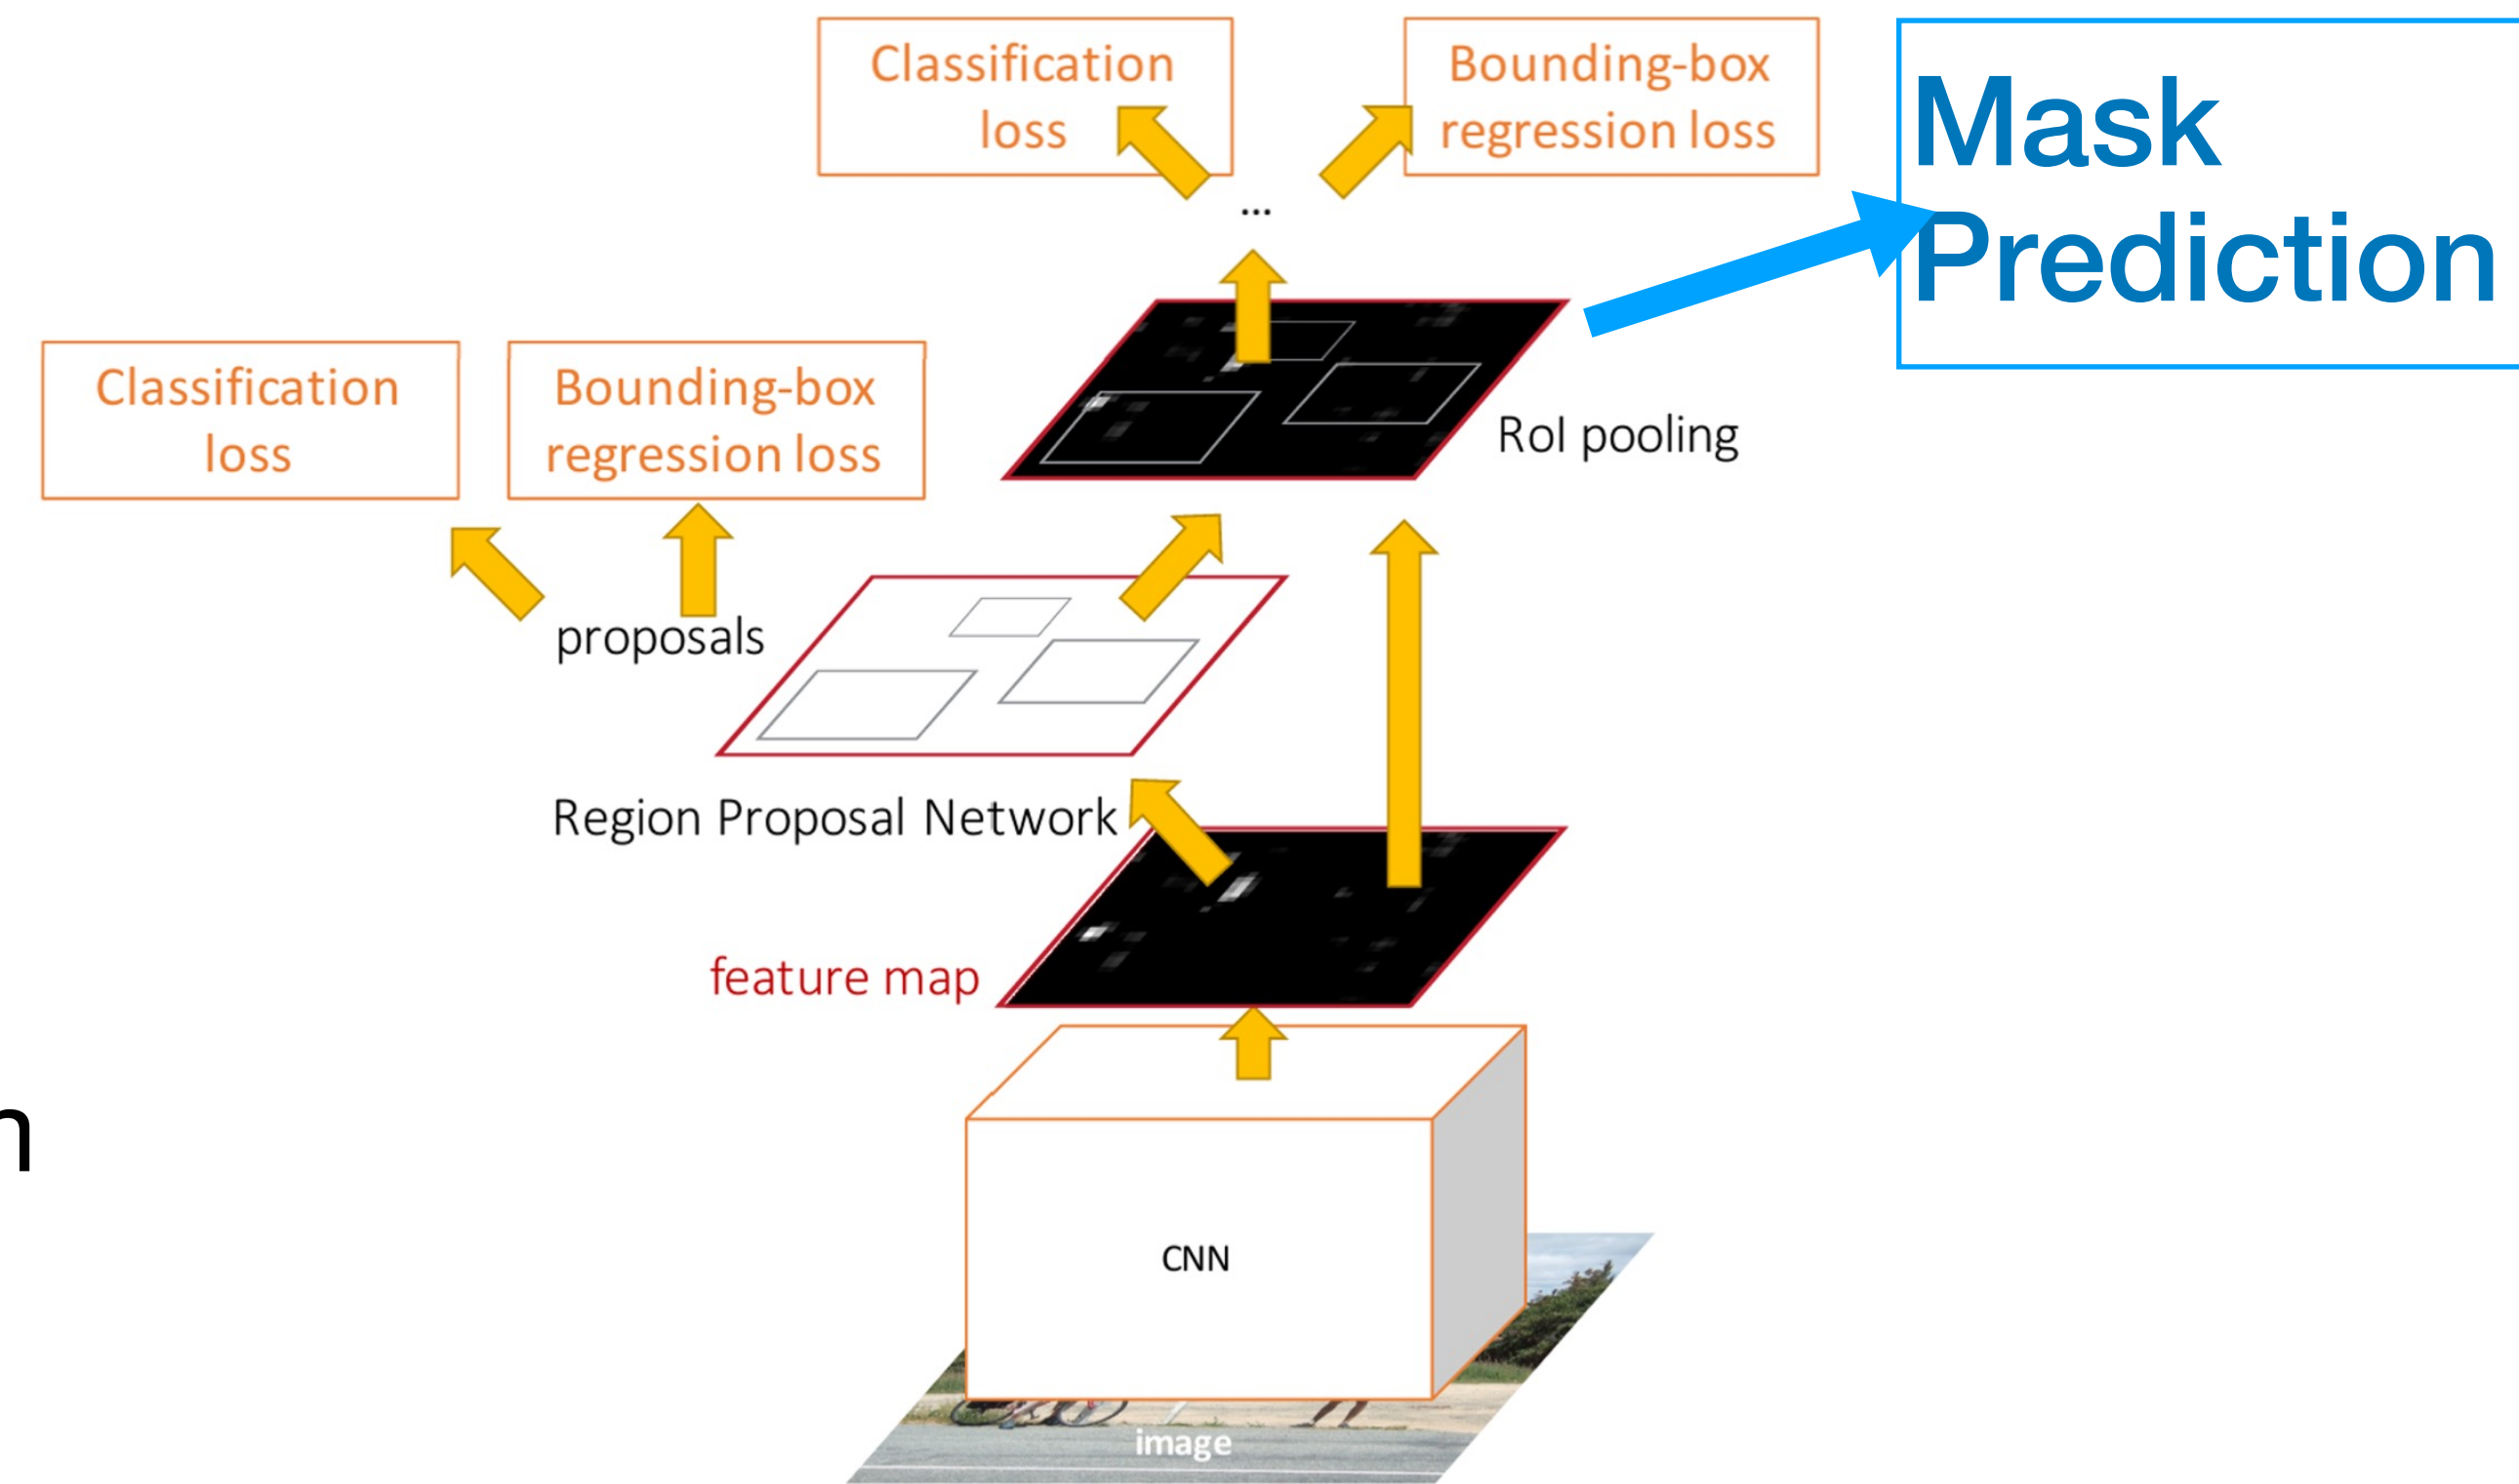 Classification
loss
Bounding-box
regression loss
Mask
Prediction
...
Classification
loss
Bounding-box
regression loss
RoI pooling
proposals
Region Proposal Network
feature map
n
CNN
image